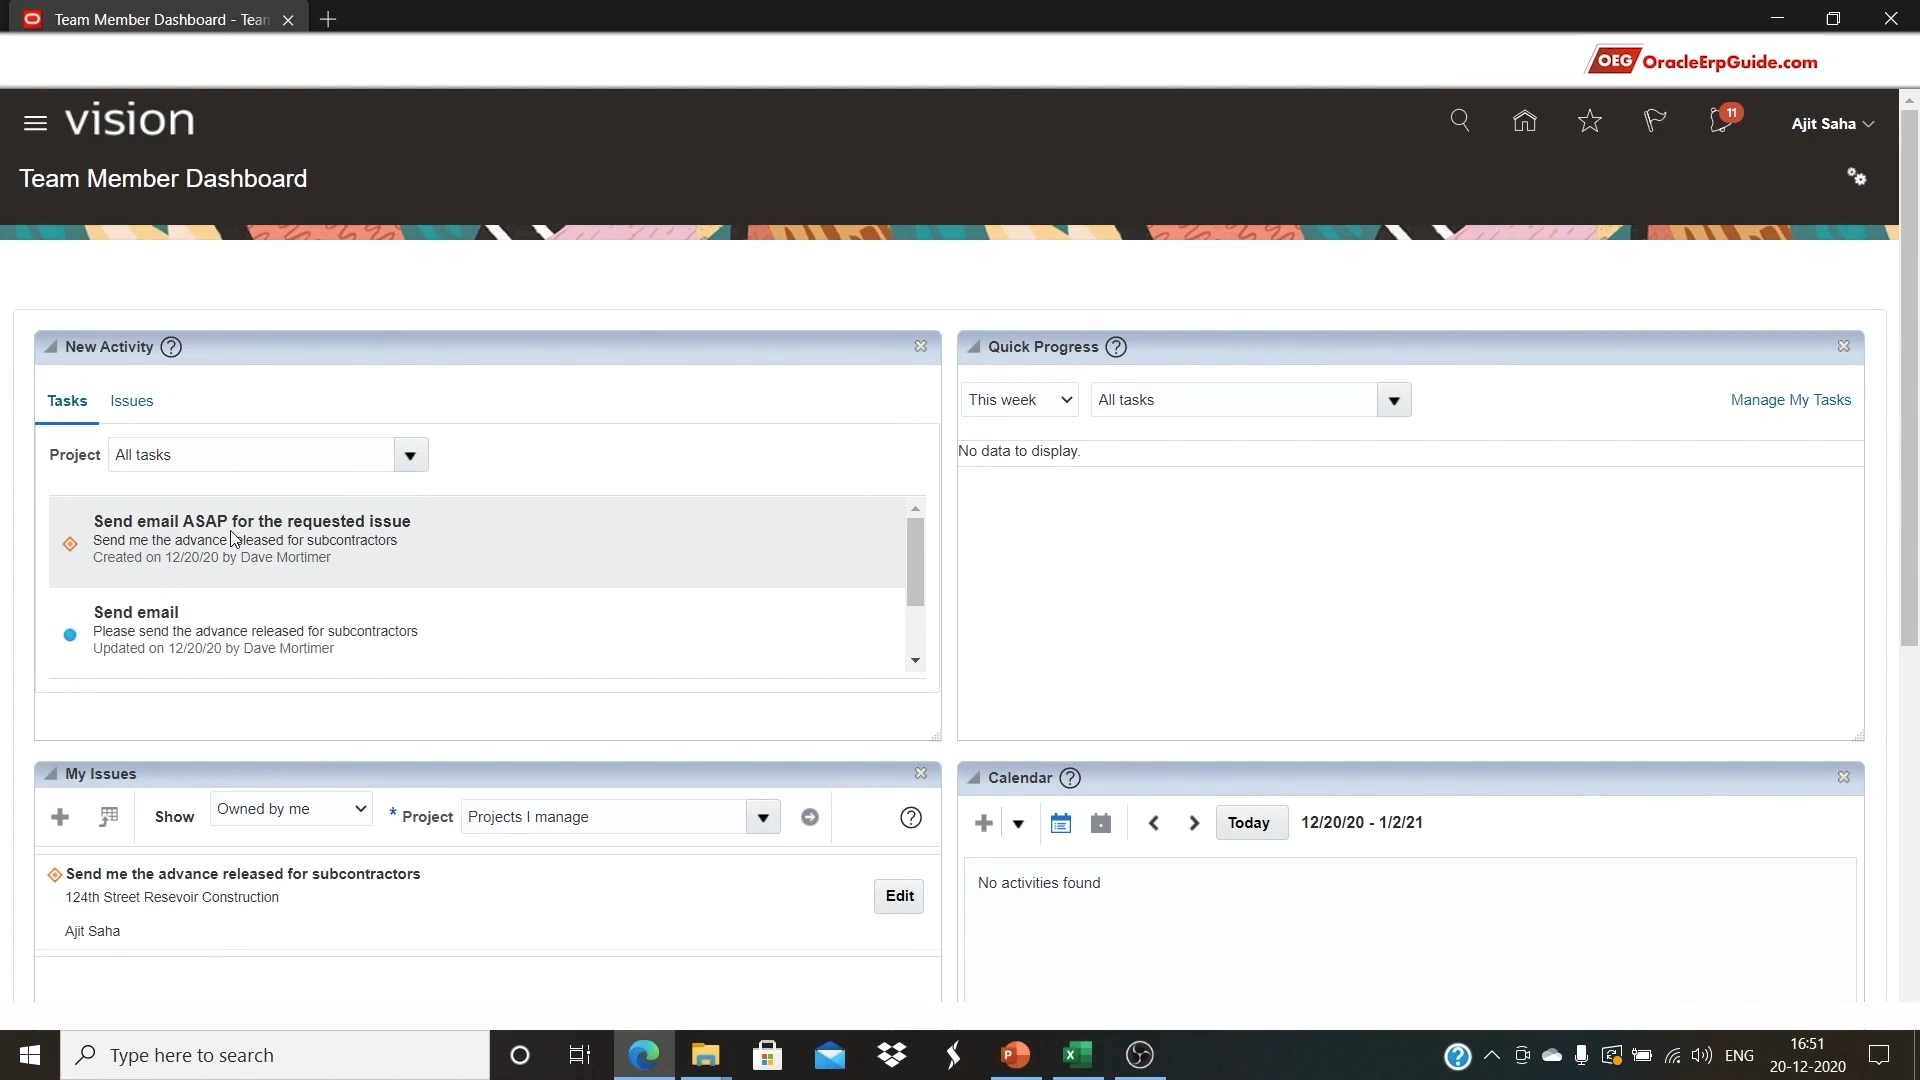 Team Member Dashboard - Tean
OEG OracleErpGuide.com
vision
11
Ajit Saha
Team Member Dashboard
New Activity
Tasks Issues
Project All tasks
Send email ASAP for the requested issue
Send me the advance released for subcontractors
Created on 12/20/20 by Dave Mortimer
Send email
Please send the advance released for subcontractors
Updated on 12/20/20 by Dave Mortimer
Quick Progress
This week All tasks Manage My Tasks
No data to display.
My Issues
Show Owned by me * Project Projects I manage
Send me the advance released for subcontractors
124th Street Resevoir Construction
Edit
Ajit Saha
Calendar
Today 12/20/20 - 1/2/21
No activities found
Type here to search
ENG
16:51
20-12-2020